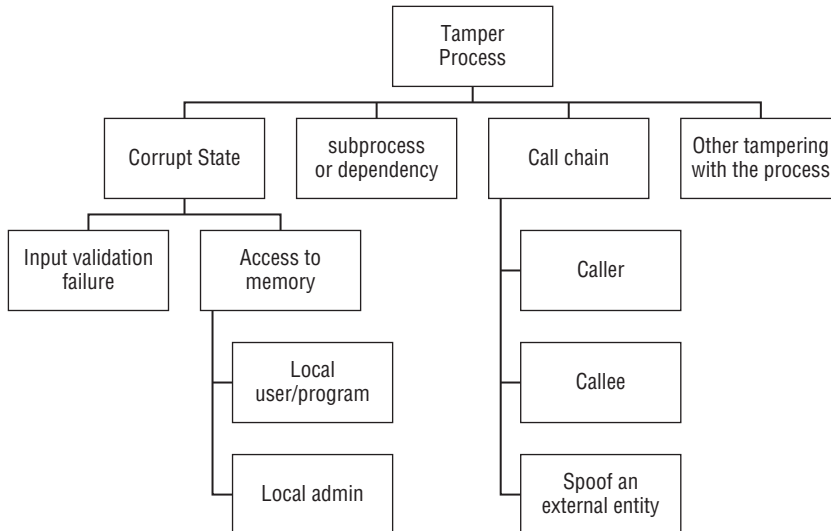 Tamper
Process
Corrupt State
subprocess
or dependency
Call chain
Other tampering
with the process
Input validation
failure
Access to
memory
Caller
Local
user/program
Callee
Local admin
Spoof an
external entity